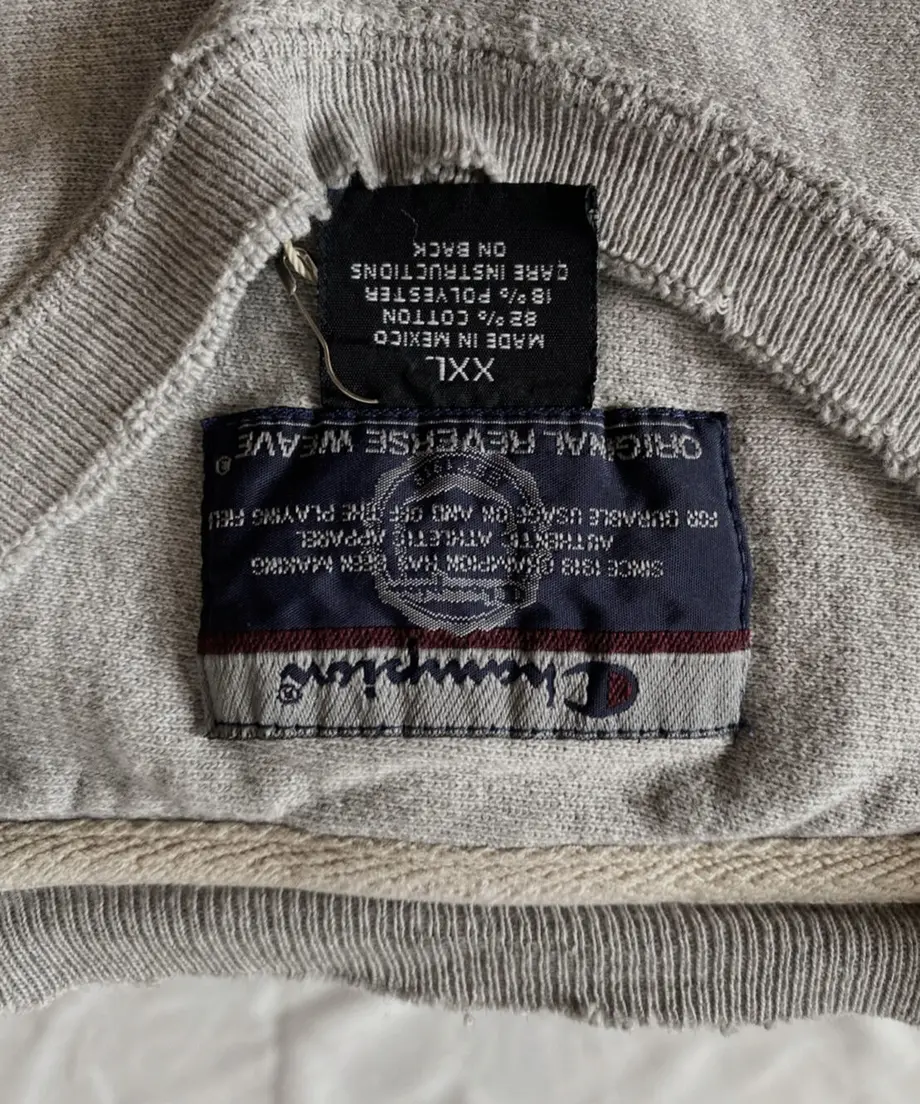 Champion®
SINCE 1919 CHAMPION HAS BEEN MAKING
AUTHENTIC ATHLETIC APPAREL
FOR DURABLE USAGE ON AND OFF THE PLAYING FIELD
ORIGINAL REVERSE WEAVE®
XXL
MADE IN MEXICO
82% COTTON
18% POLYESTER
CARE INSTRUCTIONS
ON BACK